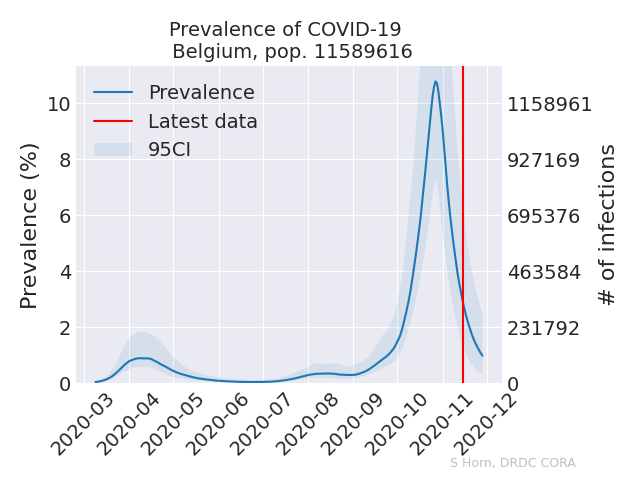 Prevalence of COVID-19
Belgium, pop. 11589616
Prevalence
Latest data
95CI
Prevalence (%)
10
8
6
4
2
0
1158961
927169
695376
463584
231792
0
# of infections
2020-03
2020-04
2020-05
2020-06
2020-07
2020-08
2020-09
2020-10
2020-11
2020-12
S Horn, DRDC CORA